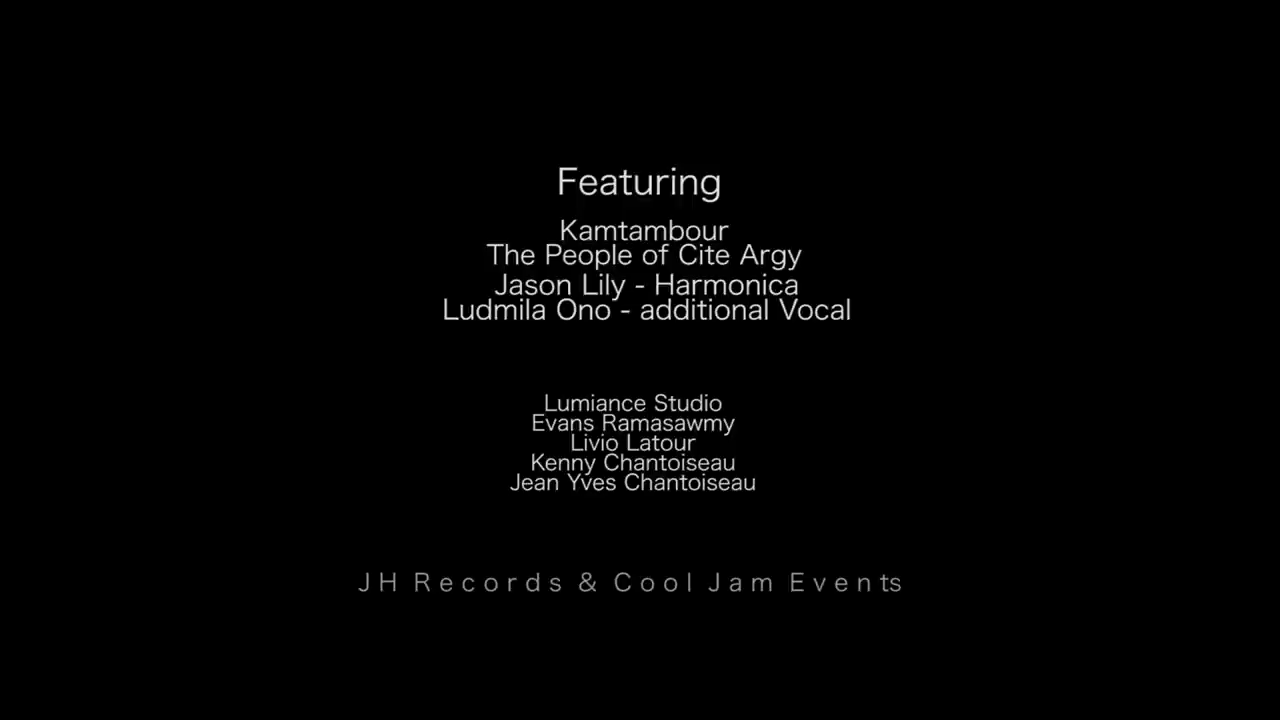 Featuring
Kamtambour
The People of Cite Argy
Jason Lily - Harmonica
Ludmila Ono - additional Vocal
Lumiance Studio
Evans Ramasawmy
Livio Latour
Kenny Chantoiseau
Jean Yves Chantoiseau
JH Records & Cool Jam Events